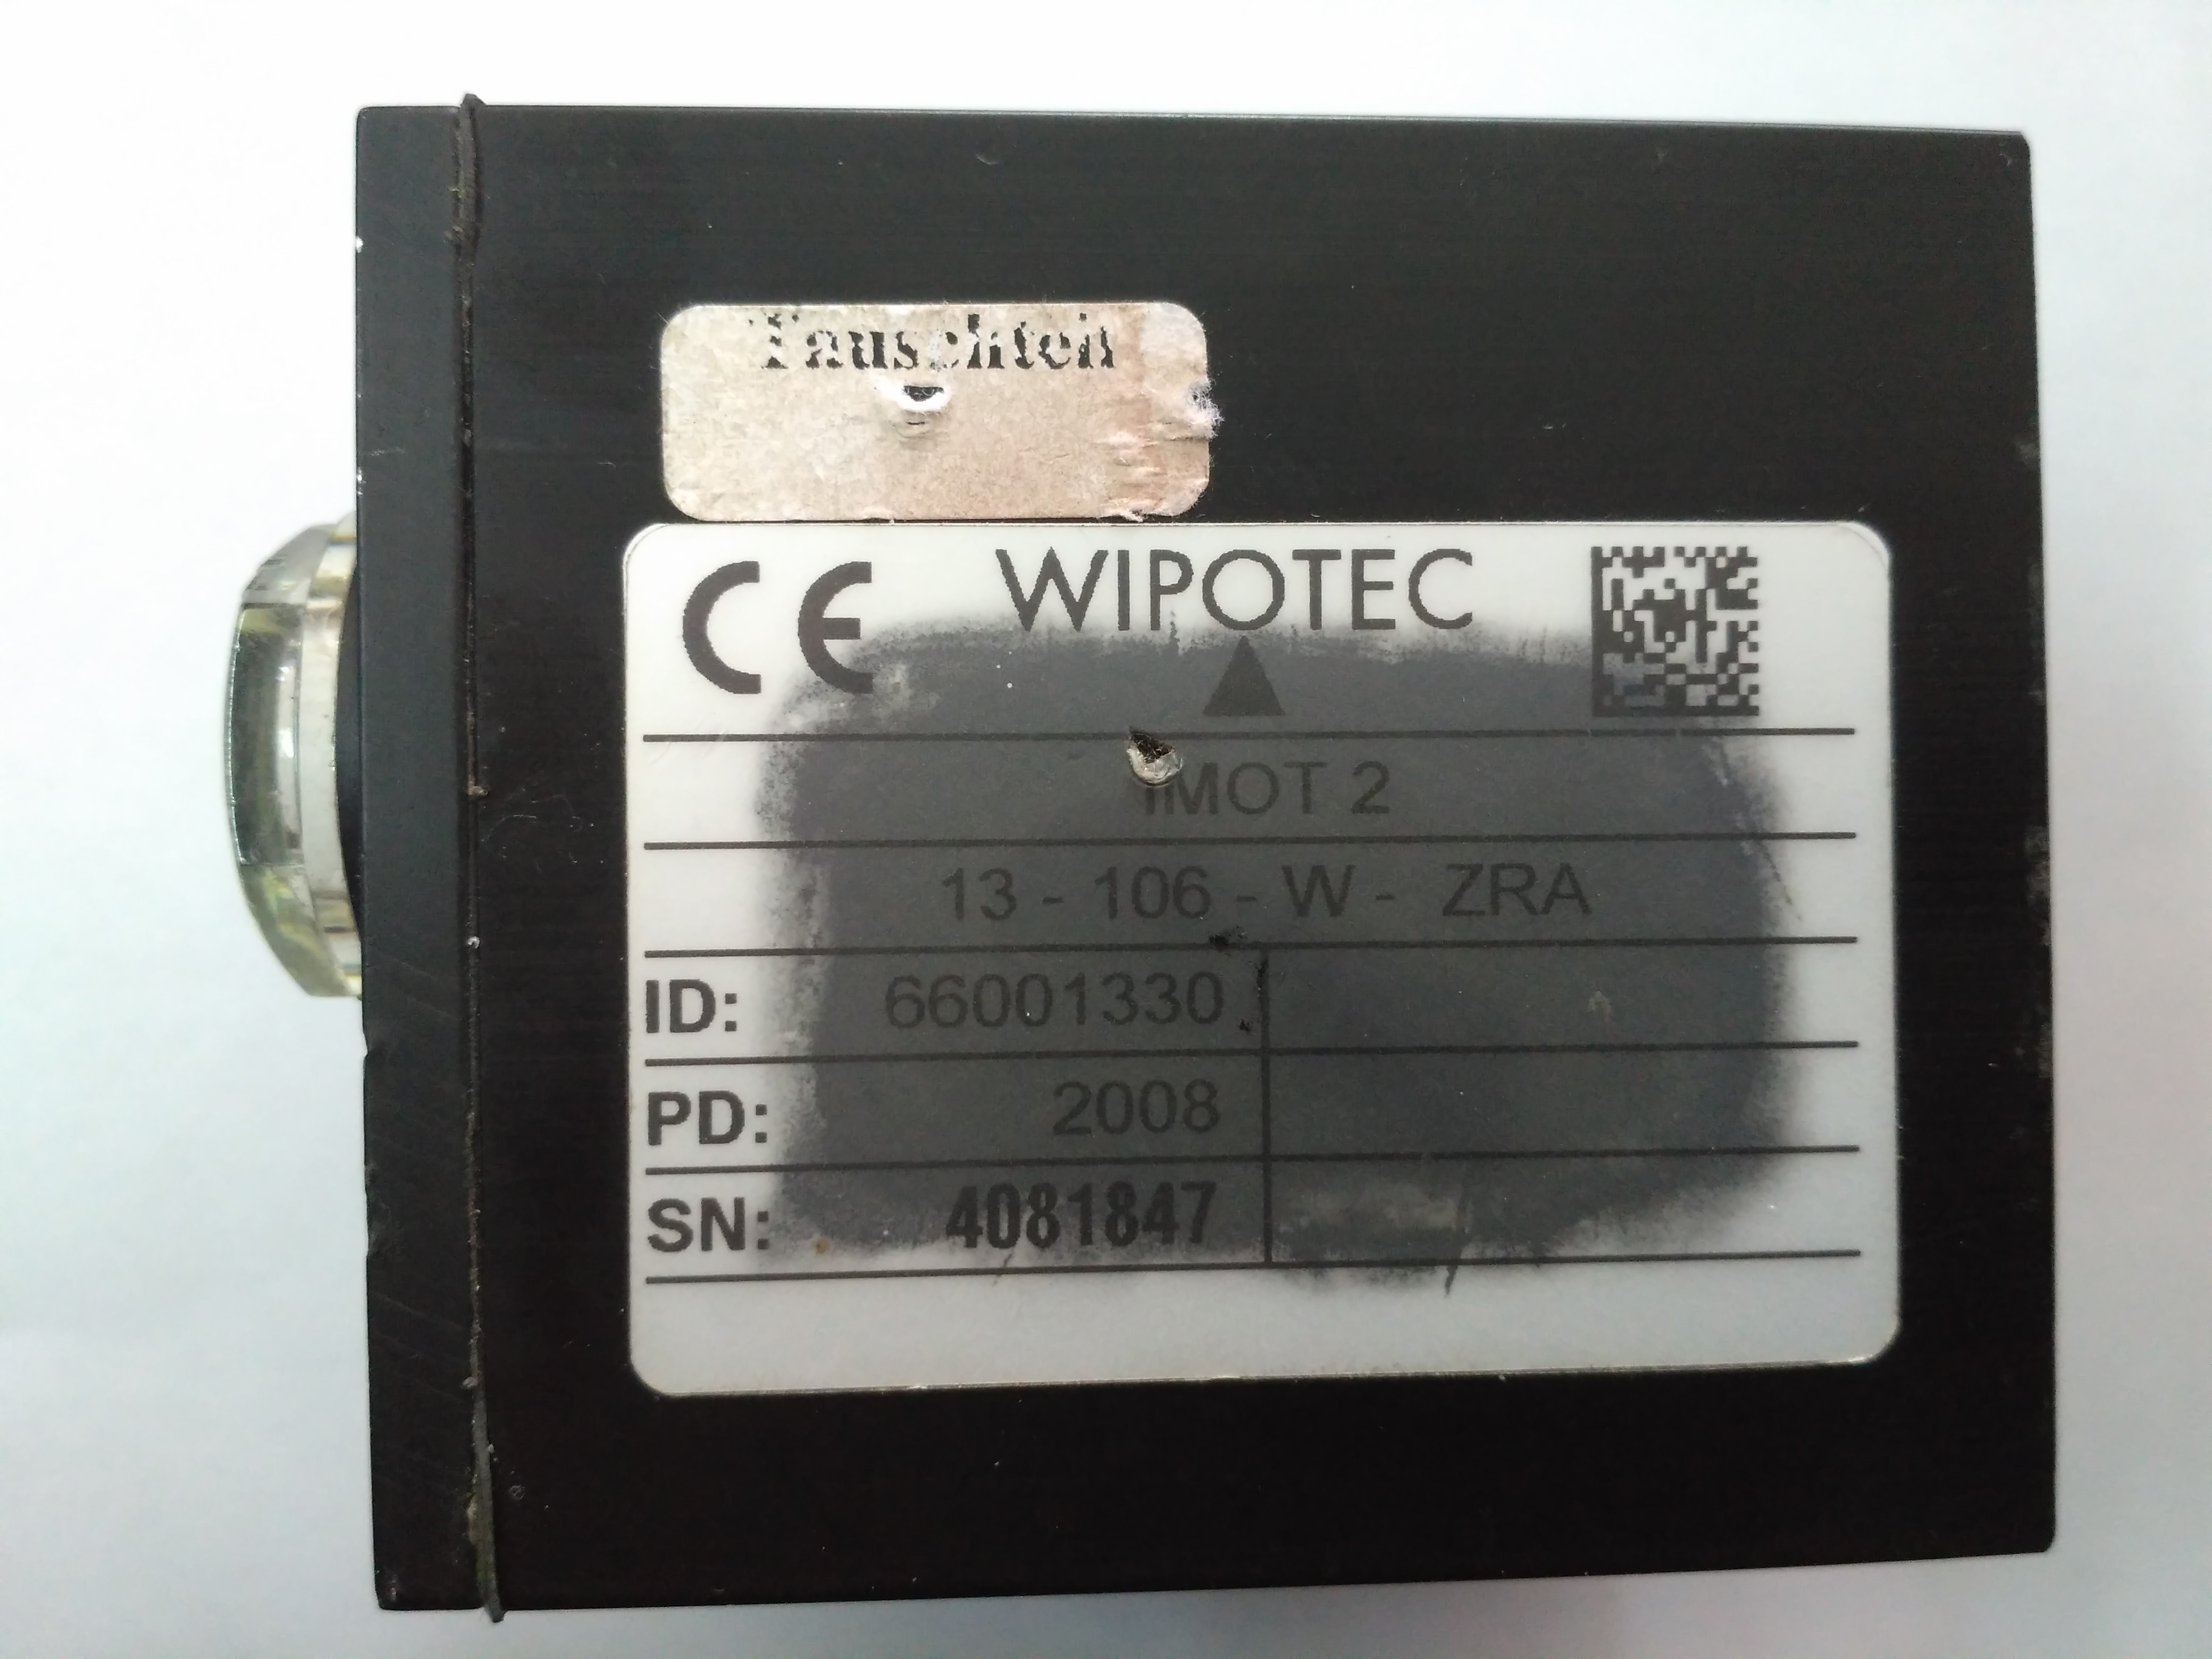 Tauschteil
CE WIPOTEC
IMOT 2
13 - 106 - W - ZRA
ID: 66001330
PD: 2008
SN: 4081847